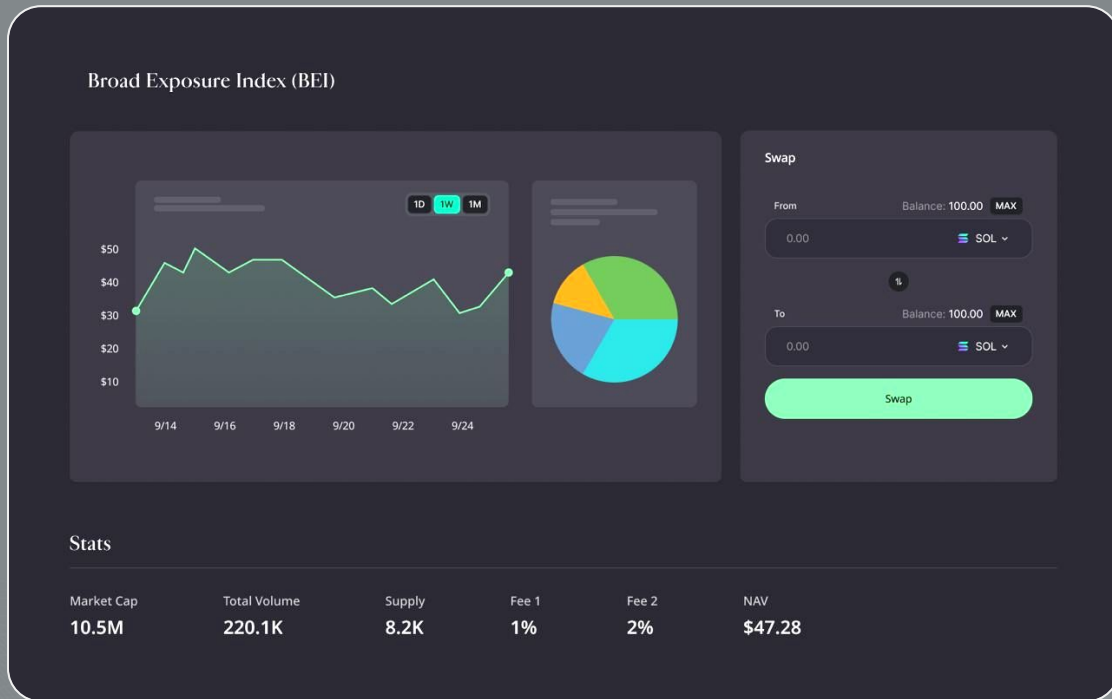 Broad Exposure Index (BEI)
1D 1W 1M
$50
$40
$30
$20
$10
9/14 9/16 9/18 9/20 9/22 9/24
Swap
From Balance: 100.00 MAX
0.00 SOL
To Balance: 100.00 MAX
0.00 SOL
Swap
Stats
Market Cap Total Volume Supply Fee 1 Fee 2 NAV
10.5M 220.1K 8.2K 1% 2% $47.28